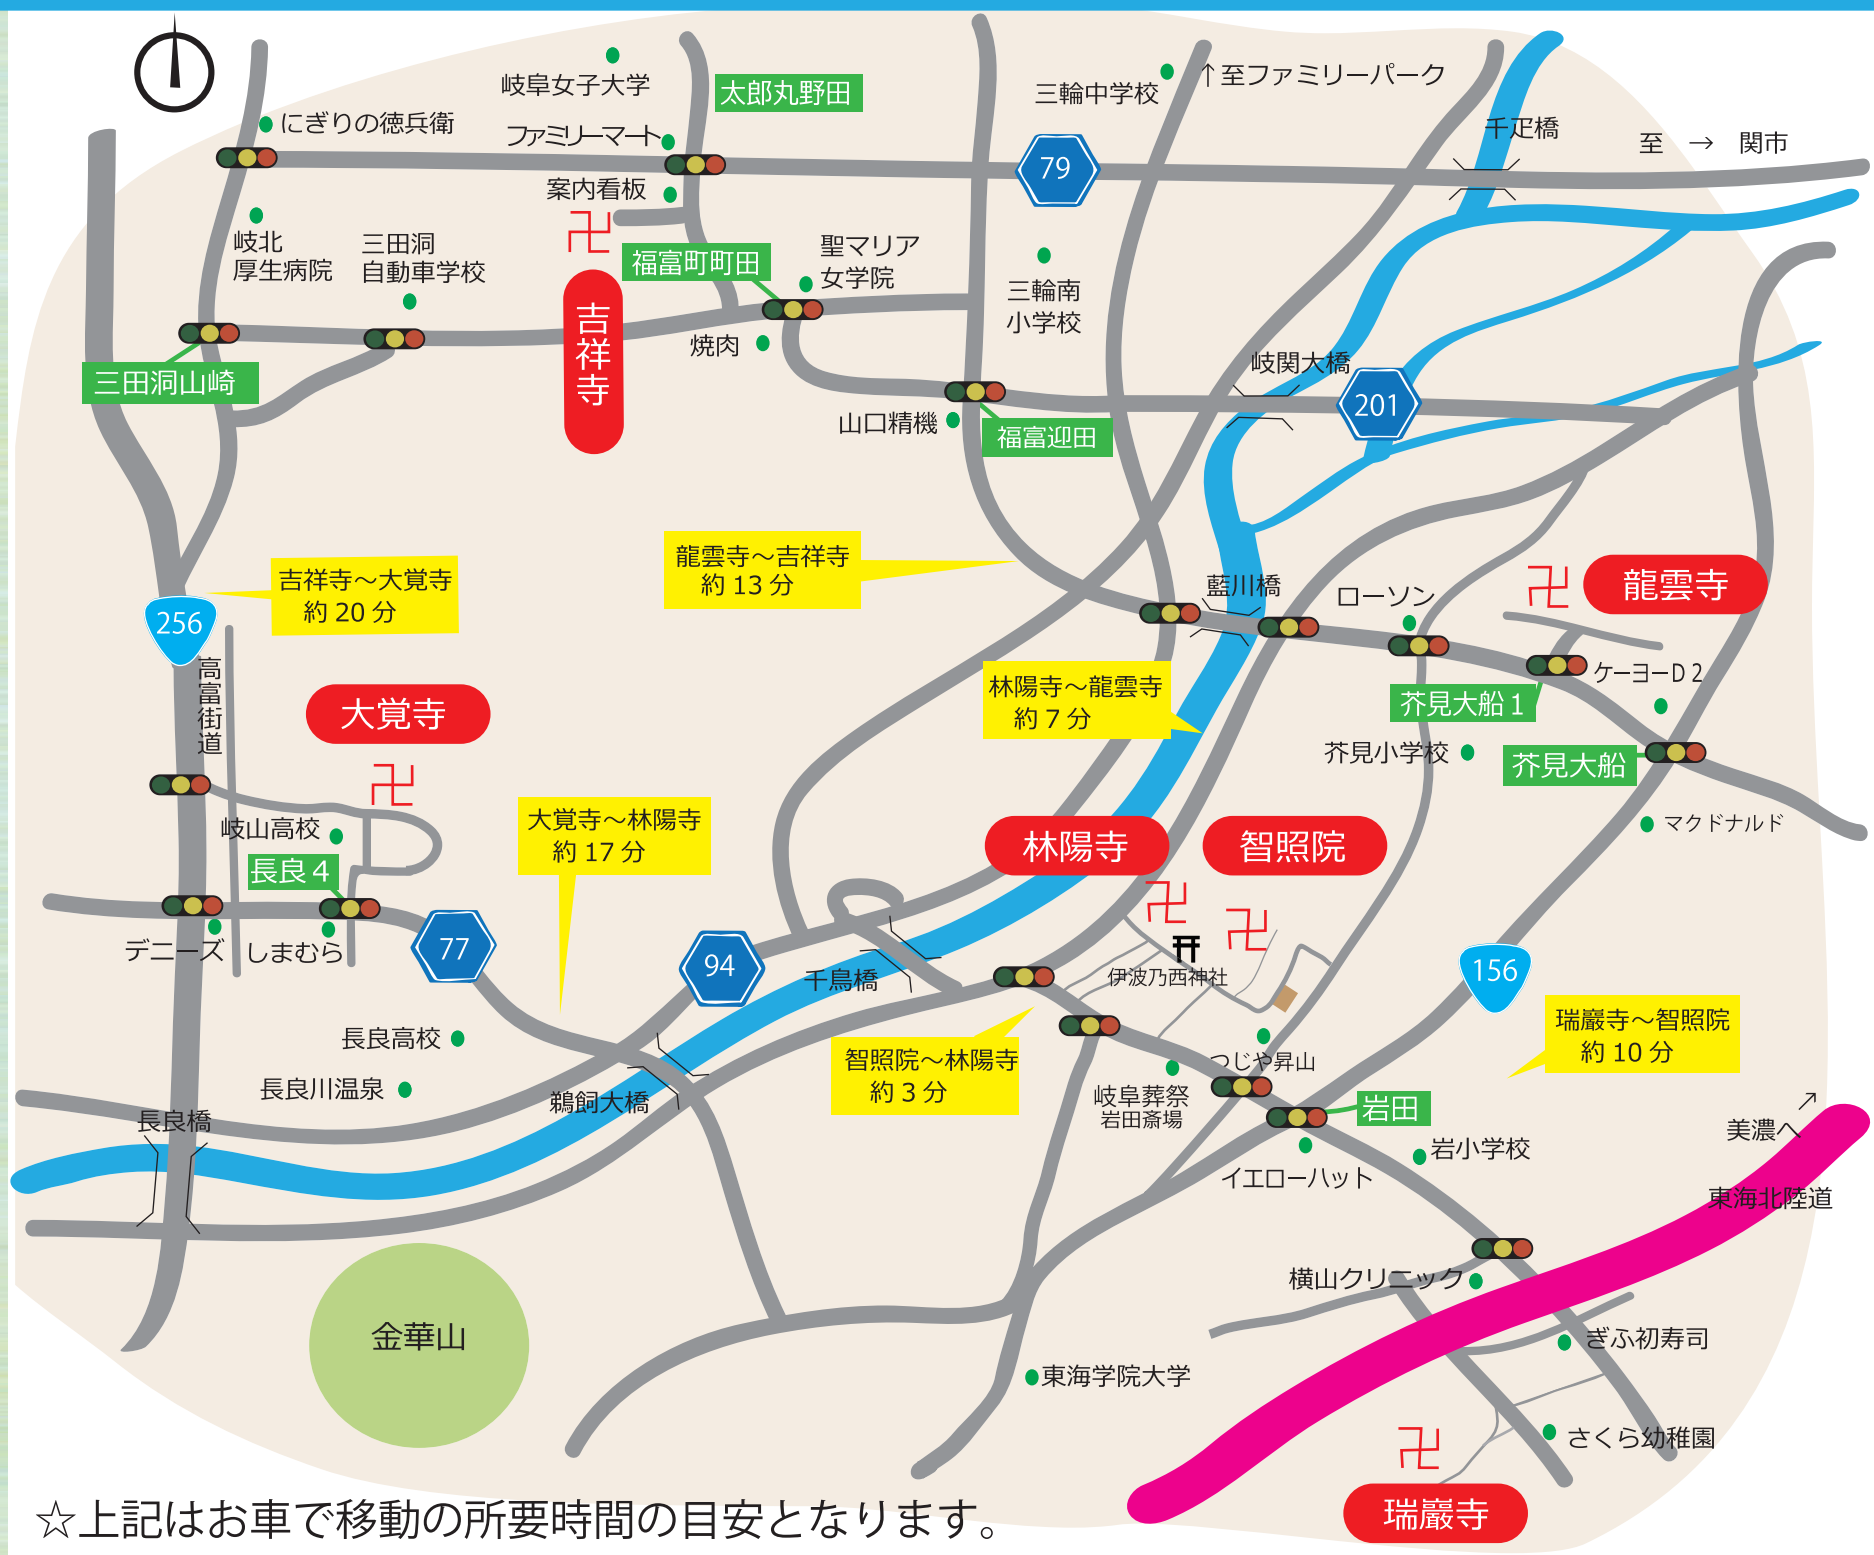 岐阜女子大学
太郎丸野田
三輪中学校
↑至ファミリーパーク
にぎりの徳兵衛
ファミリーマート
千疋橋
至 → 関市
79
案内看板
岐北
厚生病院
三田洞
自動車学校
福富町町田
聖マリア
女学院
三輪南
小学校
吉祥寺
焼肉
岐関大橋
三田洞山崎
201
山口精機
福富迎田
吉祥寺～大覚寺
約 20 分
龍雲寺～吉祥寺
約 13 分
藍川橋
ローソン
龍雲寺
256
高富街道
大覚寺
林陽寺～龍雲寺
約 7 分
ケーヨーD2
芥見大船 1
芥見小学校
芥見大船
マクドナルド
岐山高校
長良 4
大覚寺～林陽寺
約 17 分
林陽寺
智照院
デニーズ
しまむら
77
94
千鳥橋
伊波乃西神社
156
長良高校
長良川温泉
長良橋
鵜飼大橋
智照院～林陽寺
約 3 分
つじや昇山
岐阜葬祭
岩田斎場
瑞巖寺～智照院
約 10 分
岩田
岩小学校
イエローハット
美濃へ
↗
東海北陸道
横山クリニック
金華山
ぎふ初寿司
東海学院大学
さくら幼稚園
瑞巖寺
☆上記はお車で移動の所要時間の目安となります。